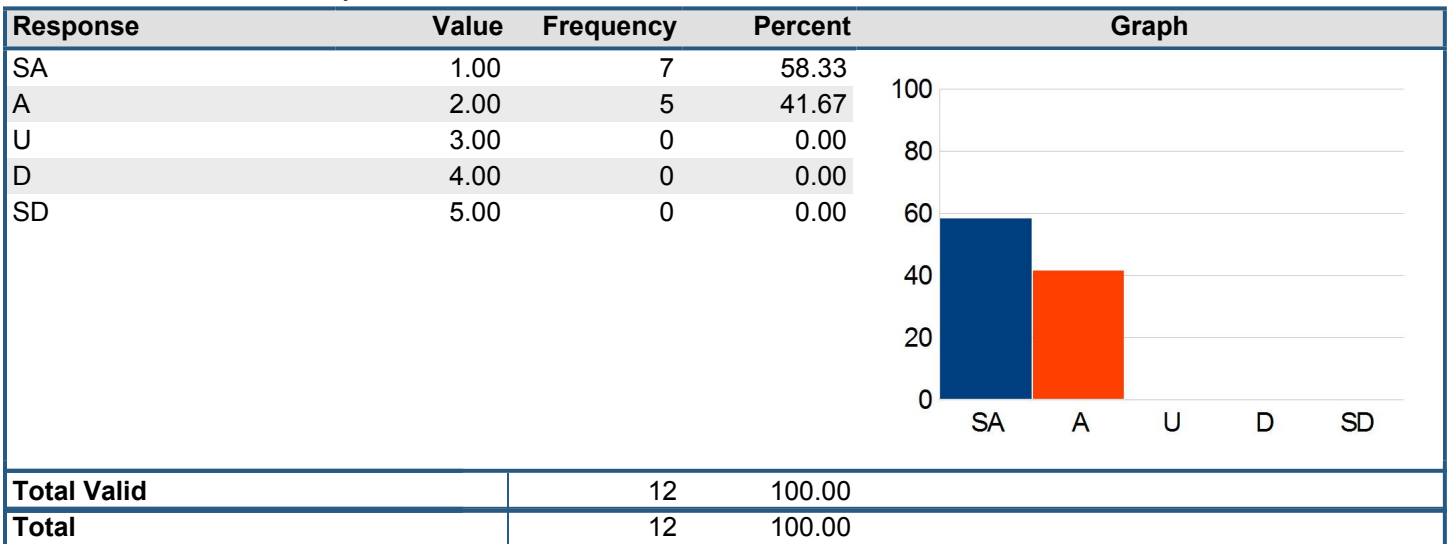 Response Value Frequency Percent Graph
SA 1.00 7 58.33
A 2.00 5 41.67
U 3.00 0 0.00
D 4.00 0 0.00
SD 5.00 0 0.00
100
80
60
40
20
0
SA A U D SD
Total Valid 12 100.00
Total 12 100.00